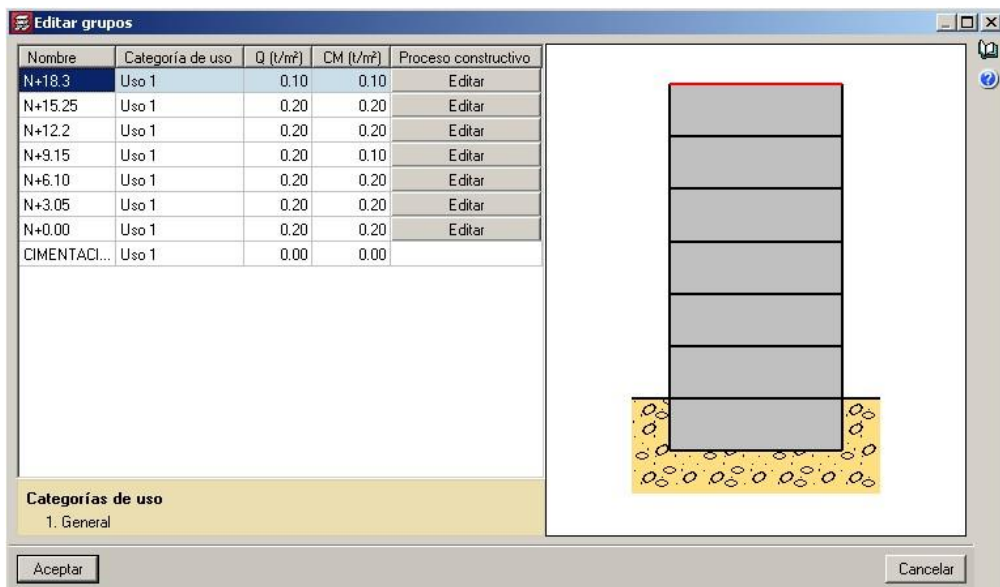 Editar grupos
Nombre Categoría de uso Q (t/m²) CM (t/m²) Proceso constructivo
N+18.3 Uso 1 0.10 0.10 Editar
N+15.25 Uso 1 0.20 0.20 Editar
N+12.2 Uso 1 0.20 0.20 Editar
N+9.15 Uso 1 0.20 0.10 Editar
N+6.10 Uso 1 0.20 0.20 Editar
N+3.05 Uso 1 0.20 0.20 Editar
N+0.00 Uso 1 0.20 0.20 Editar
CIMENTACI... Uso 1 0.00 0.00
Categorías de uso
1. General
Aceptar Cancelar